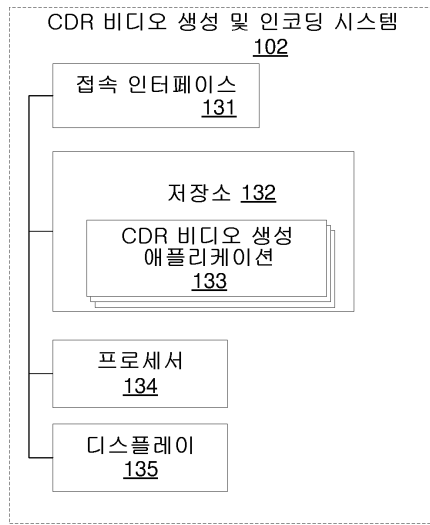 CDR 비디오 생성 및 인코딩 시스템
102
접속 인터페이스
131
저장소 132
CDR 비디오 생성
애플리케이션
133
프로세서
134
디스플레이
135